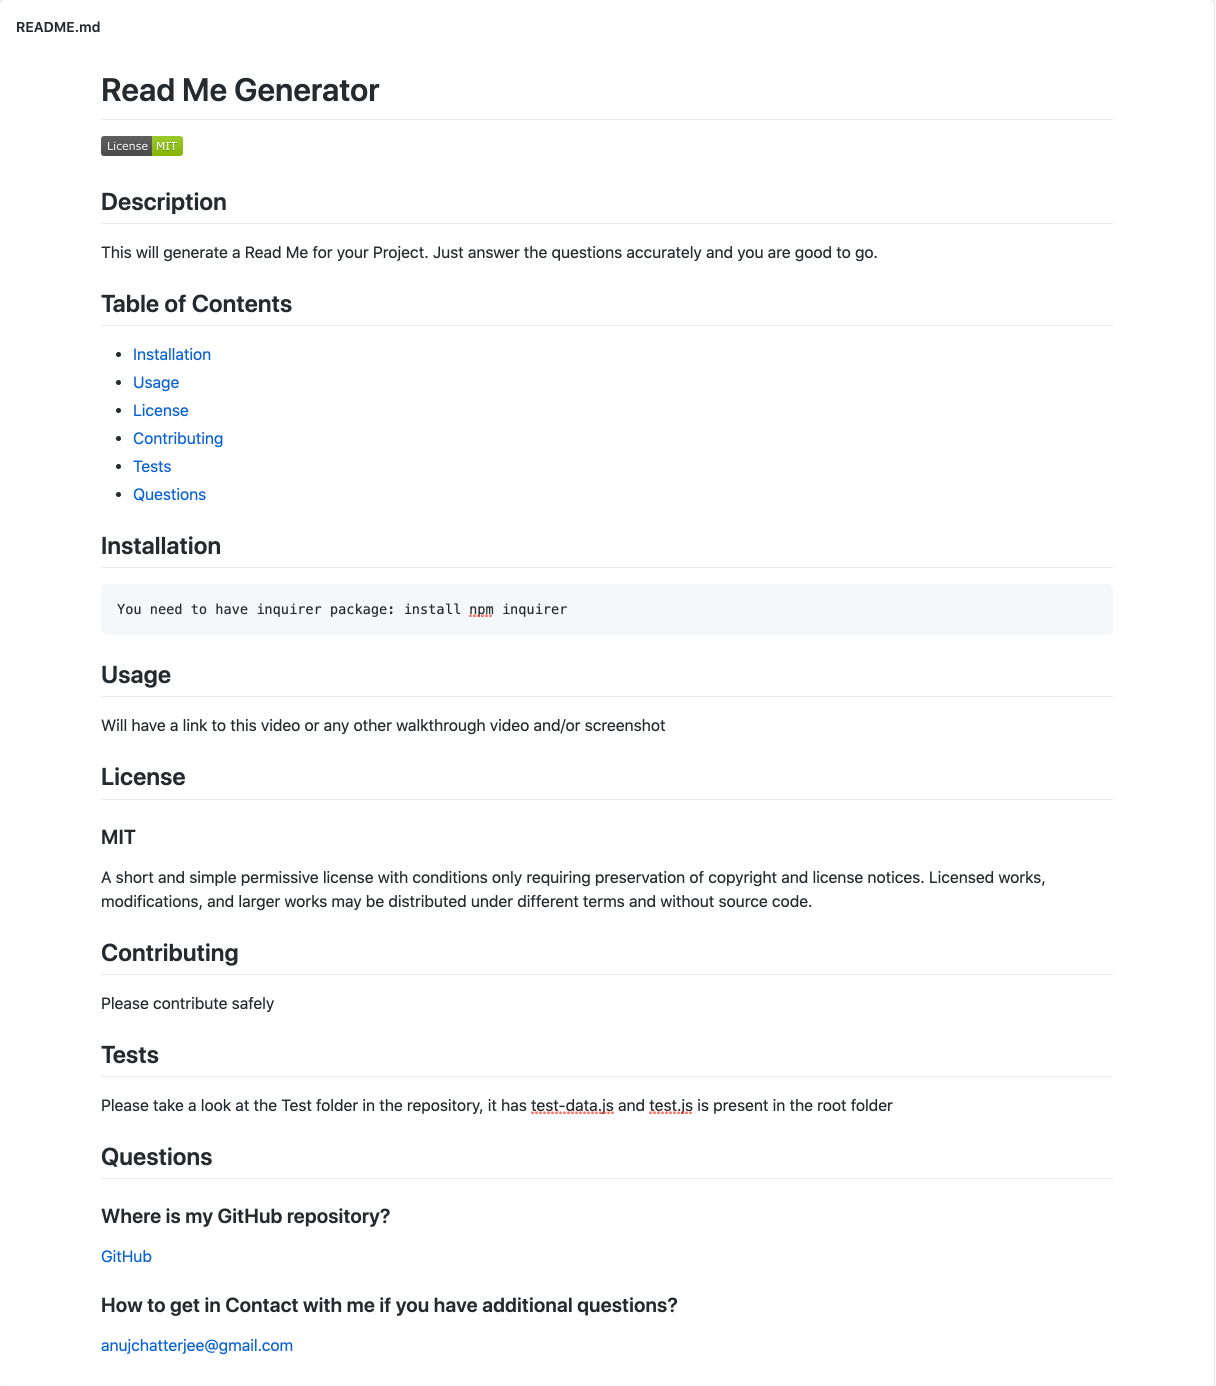 README.md
Read Me Generator
License MIT
Description
This will generate a Read Me for your Project. Just answer the questions accurately and you are good to go.
Table of Contents
Installation
Usage
License
Contributing
Tests
Questions
Installation
You need to have inquirer package: install npm inquirer
Usage
Will have a link to this video or any other walkthrough video and/or screenshot
License
MIT
A short and simple permissive license with conditions only requiring preservation of copyright and license notices. Licensed works,
modifications, and larger works may be distributed under different terms and without source code.
Contributing
Please contribute safely
Tests
Please take a look at the Test folder in the repository, it has test-data.js and test.js is present in the root folder
Questions
Where is my GitHub repository?
GitHub
How to get in Contact with me if you have additional questions?
anujchatterjee@gmail.com